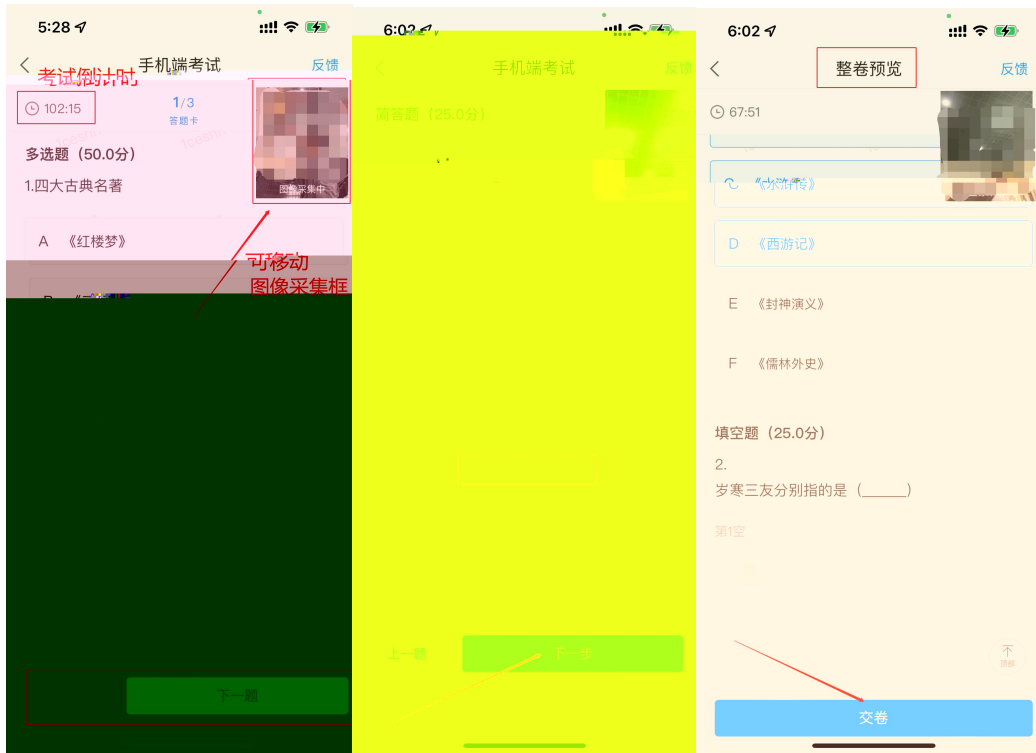 5:28
手机端考试
反馈
考试倒计时
102:15
1/3
答题卡
多选题（50.0分）
1.四大古典名著
图像采集中
A 《红楼梦》
可移动
图像采集框
下一题
6:02
手机端考试
反馈
简答题（25.0分）
上一题
下一步
6:02
整卷预览
反馈
67:51
《水浒传》
D 《西游记》
E 《封神演义》
F 《儒林外史》
填空题（25.0分）
2.
岁寒三友分别指的是（______）
第1空
顶部
交卷